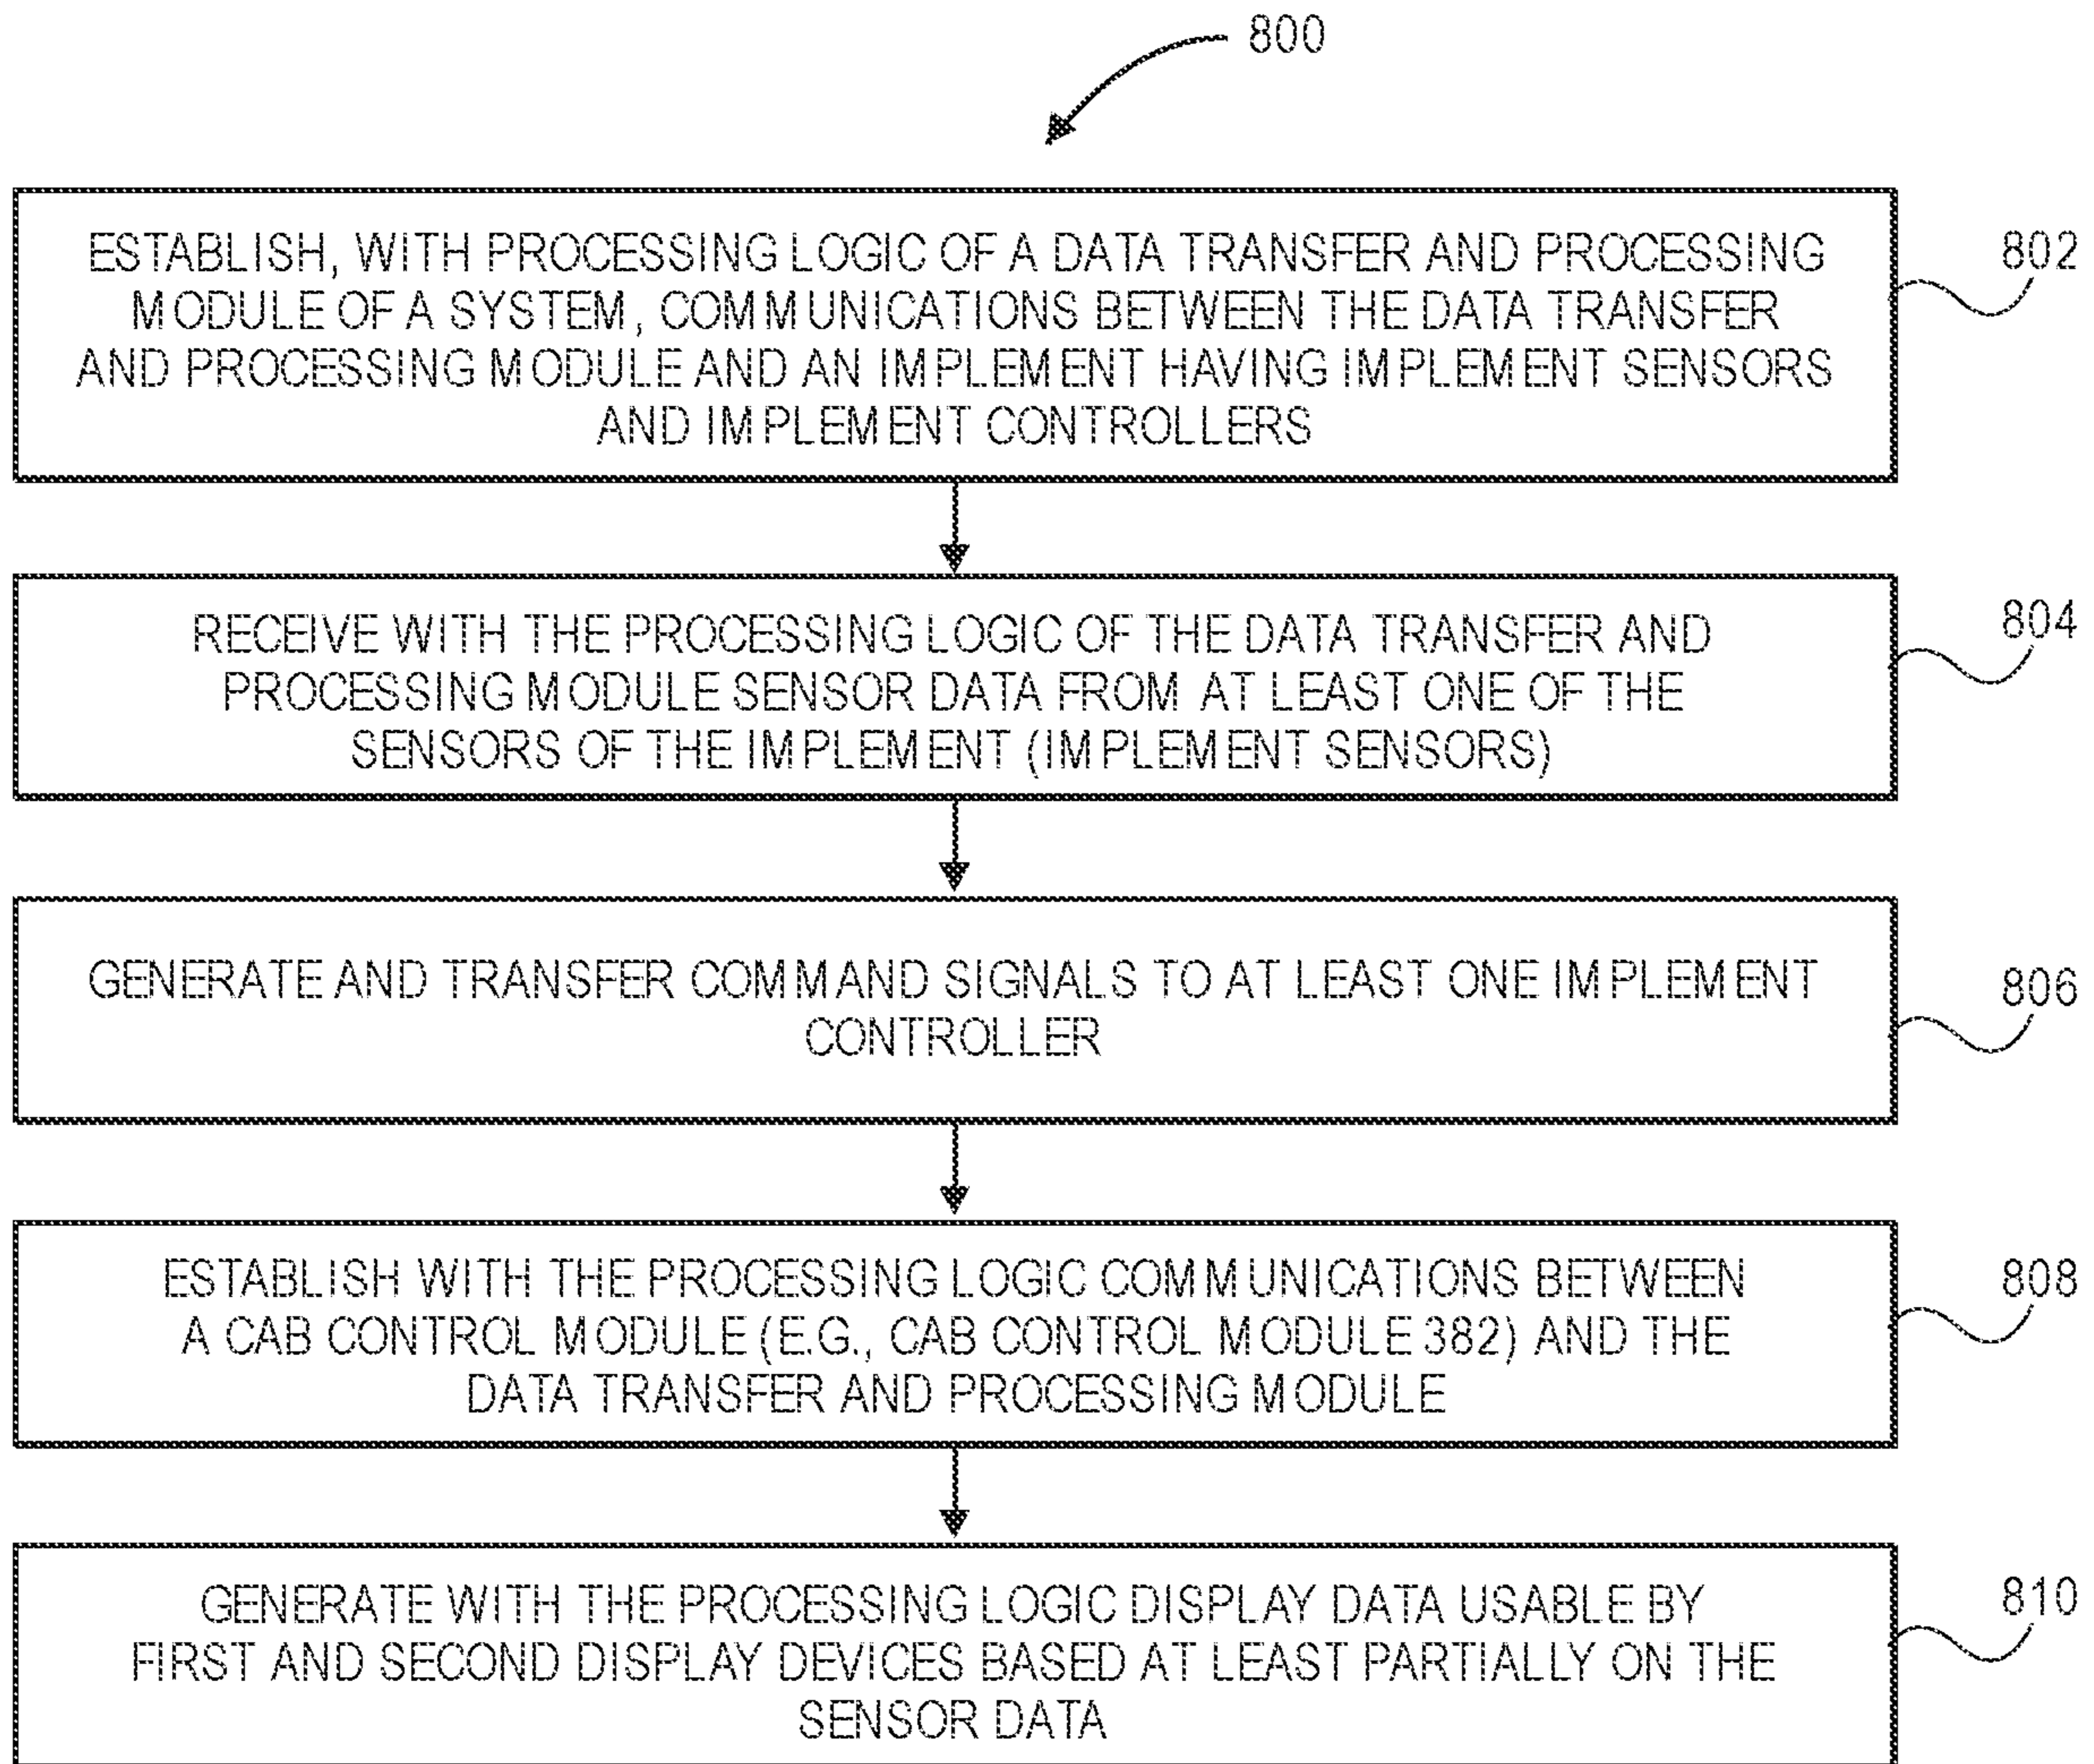 800
ESTABLISH, WITH PROCESSING LOGIC OF A DATA TRANSFER AND PROCESSING
MODULE OF A SYSTEM, COMMUNICATIONS BETWEEN THE DATA TRANSFER
AND PROCESSING MODULE AND AN IMPLEMENT HAVING IMPLEMENT SENSORS
AND IMPLEMENT CONTROLLERS
802
RECEIVE WITH THE PROCESSING LOGIC OF THE DATA TRANSFER AND
PROCESSING MODULE SENSOR DATA FROM AT LEAST ONE OF THE
SENSORS OF THE IMPLEMENT (IMPLEMENT SENSORS)
804
GENERATE AND TRANSFER COMMAND SIGNALS TO AT LEAST ONE IMPLEMENT
CONTROLLER
806
ESTABLISH WITH THE PROCESSING LOGIC COMMUNICATIONS BETWEEN
A CAB CONTROL MODULE (E.G., CAB CONTROL MODULE 382) AND THE
DATA TRANSFER AND PROCESSING MODULE
808
GENERATE WITH THE PROCESSING LOGIC DISPLAY DATA USABLE BY
FIRST AND SECOND DISPLAY DEVICES BASED AT LEAST PARTIALLY ON THE
SENSOR DATA
810